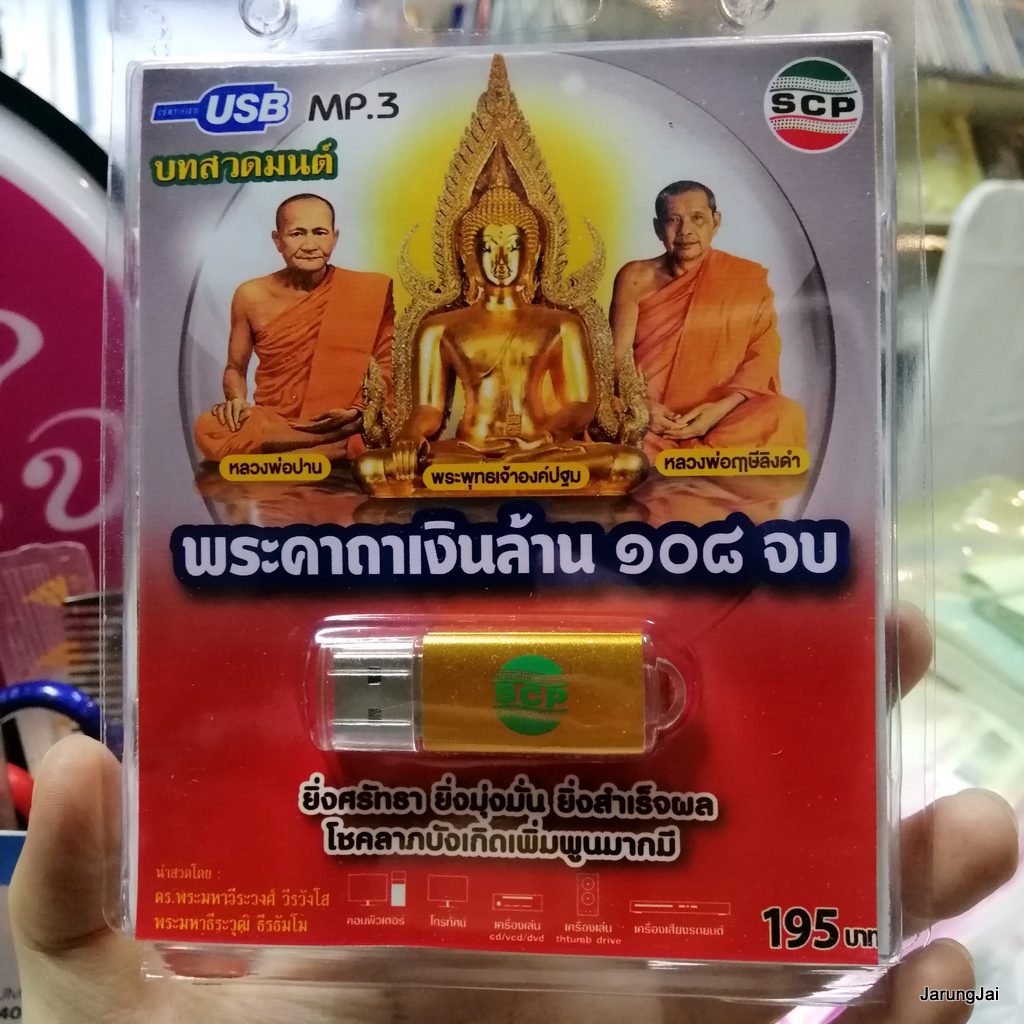 CERTIFIED USB MP.3
SCP
บทสวดมนต์
หลวงพ่อปาน
พระพุทธเจ้าองค์ปฐม
หลวงพ่อฤๅษีลิงดำ
พระคาถาเงินล้าน ๑๐๘ จบ
SCP
ยิ่งศรัทธา ยิ่งมุ่งมั่น ยิ่งสำเร็จผล
โชคลาภบังเกิดเพิ่มพูนมากมี
นำสวดโดย :
ดร.พระมหาวีระวงศ์ วีรวังโส
พระมหาธีระวุฒิ ธีรธัมโม
คอมพิวเตอร์
โทรทัศน์
เครื่องเล่น
cd/vcd/dvd
เครื่องเล่น
thtumb drive
เครื่องเสียงรถยนต์
195 บาท
JarungJai